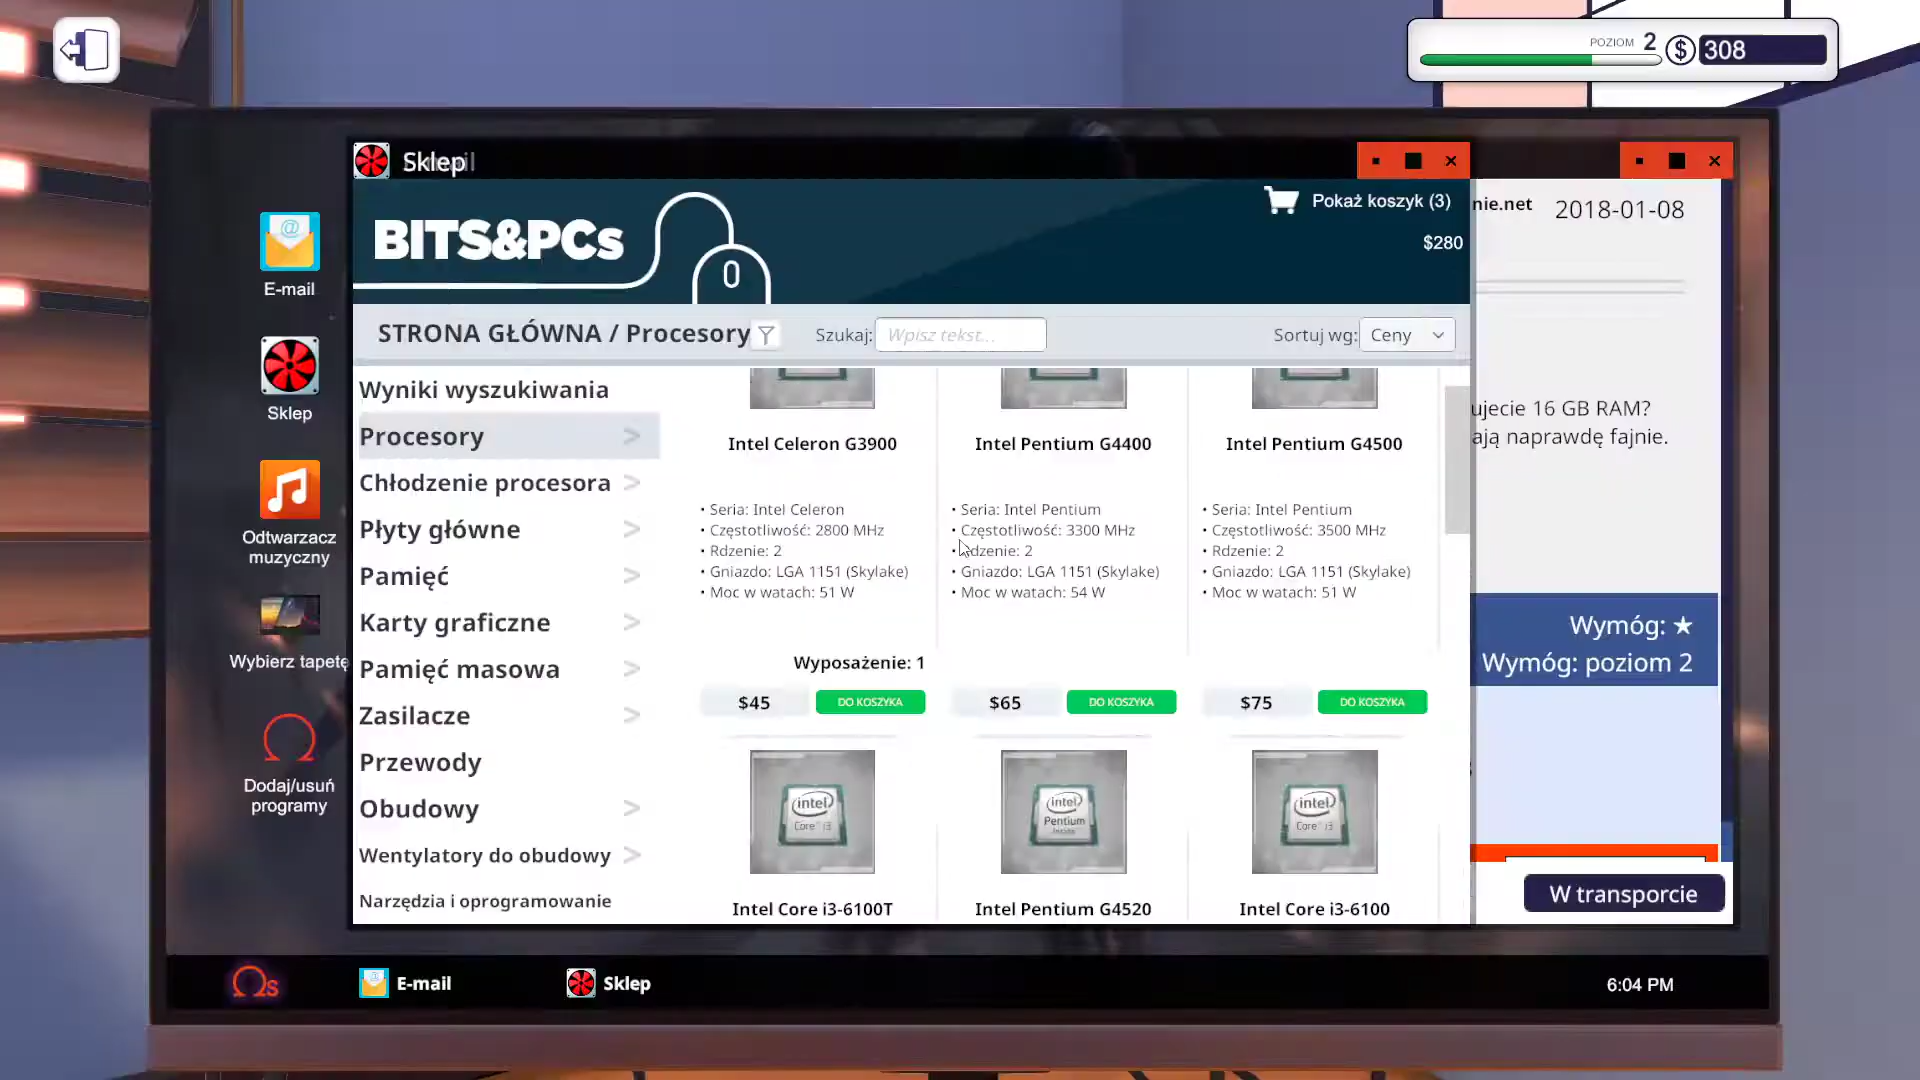 POZIOM 2 $ 308
Sklep
Pokaż koszyk (3)
$280
BITS&PCs
nie.net 2018-01-08
STRONA GŁÓWNA / Procesory
Szukaj: Wpisz tekst...
Sortuj wg: Ceny
E-mail
Sklep
Odtwarzacz
muzyczny
Wybierz tapetę
Dodaj/usuń
programy
Wyniki wyszukiwania
Procesory >
Chłodzenie procesora >
Płyty główne >
Pamięć >
Karty graficzne >
Pamięć masowa >
Zasilacze >
Przewody
Obudowy >
Wentylatory do obudowy >
Narzędzia i oprogramowanie
Intel Celeron G3900
• Seria: Intel Celeron
• Częstotliwość: 2800 MHz
• Rdzenie: 2
• Gniazdo: LGA 1151 (Skylake)
• Moc w watach: 51 W
Wyposażenie: 1
$45 DO KOSZYKA
Intel Pentium G4400
• Seria: Intel Pentium
• Częstotliwość: 3300 MHz
• Rdzenie: 2
• Gniazdo: LGA 1151 (Skylake)
• Moc w watach: 54 W
$65 DO KOSZYKA
Intel Pentium G4500
• Seria: Intel Pentium
• Częstotliwość: 3500 MHz
• Rdzenie: 2
• Gniazdo: LGA 1151 (Skylake)
• Moc w watach: 51 W
$75 DO KOSZYKA
intel
Core i3
Intel Core i3-6100T
intel
Pentium
inside
Intel Pentium G4520
intel
Core i3
Intel Core i3-6100
ujecie 16 GB RAM?
ają naprawdę fajnie.
Wymóg: ★
Wymóg: poziom 2
W transporcie
Ωs
E-mail
Sklep
6:04 PM